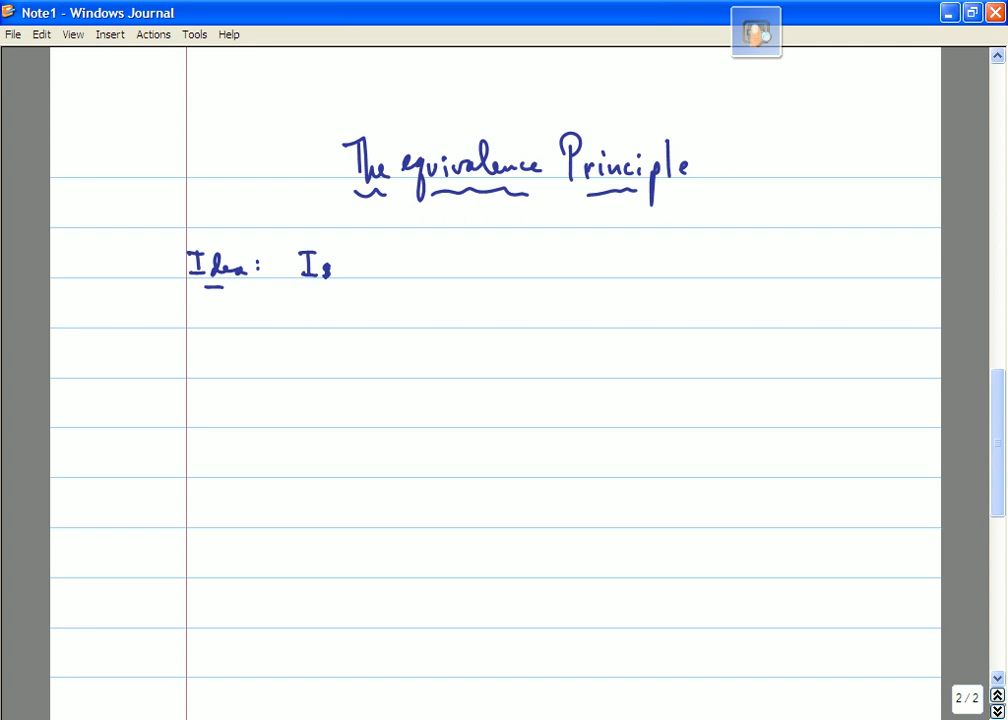 Note1 - Windows Journal
File Edit View Insert Actions Tools Help
The equivalence Principle
Idea: Is
2/2